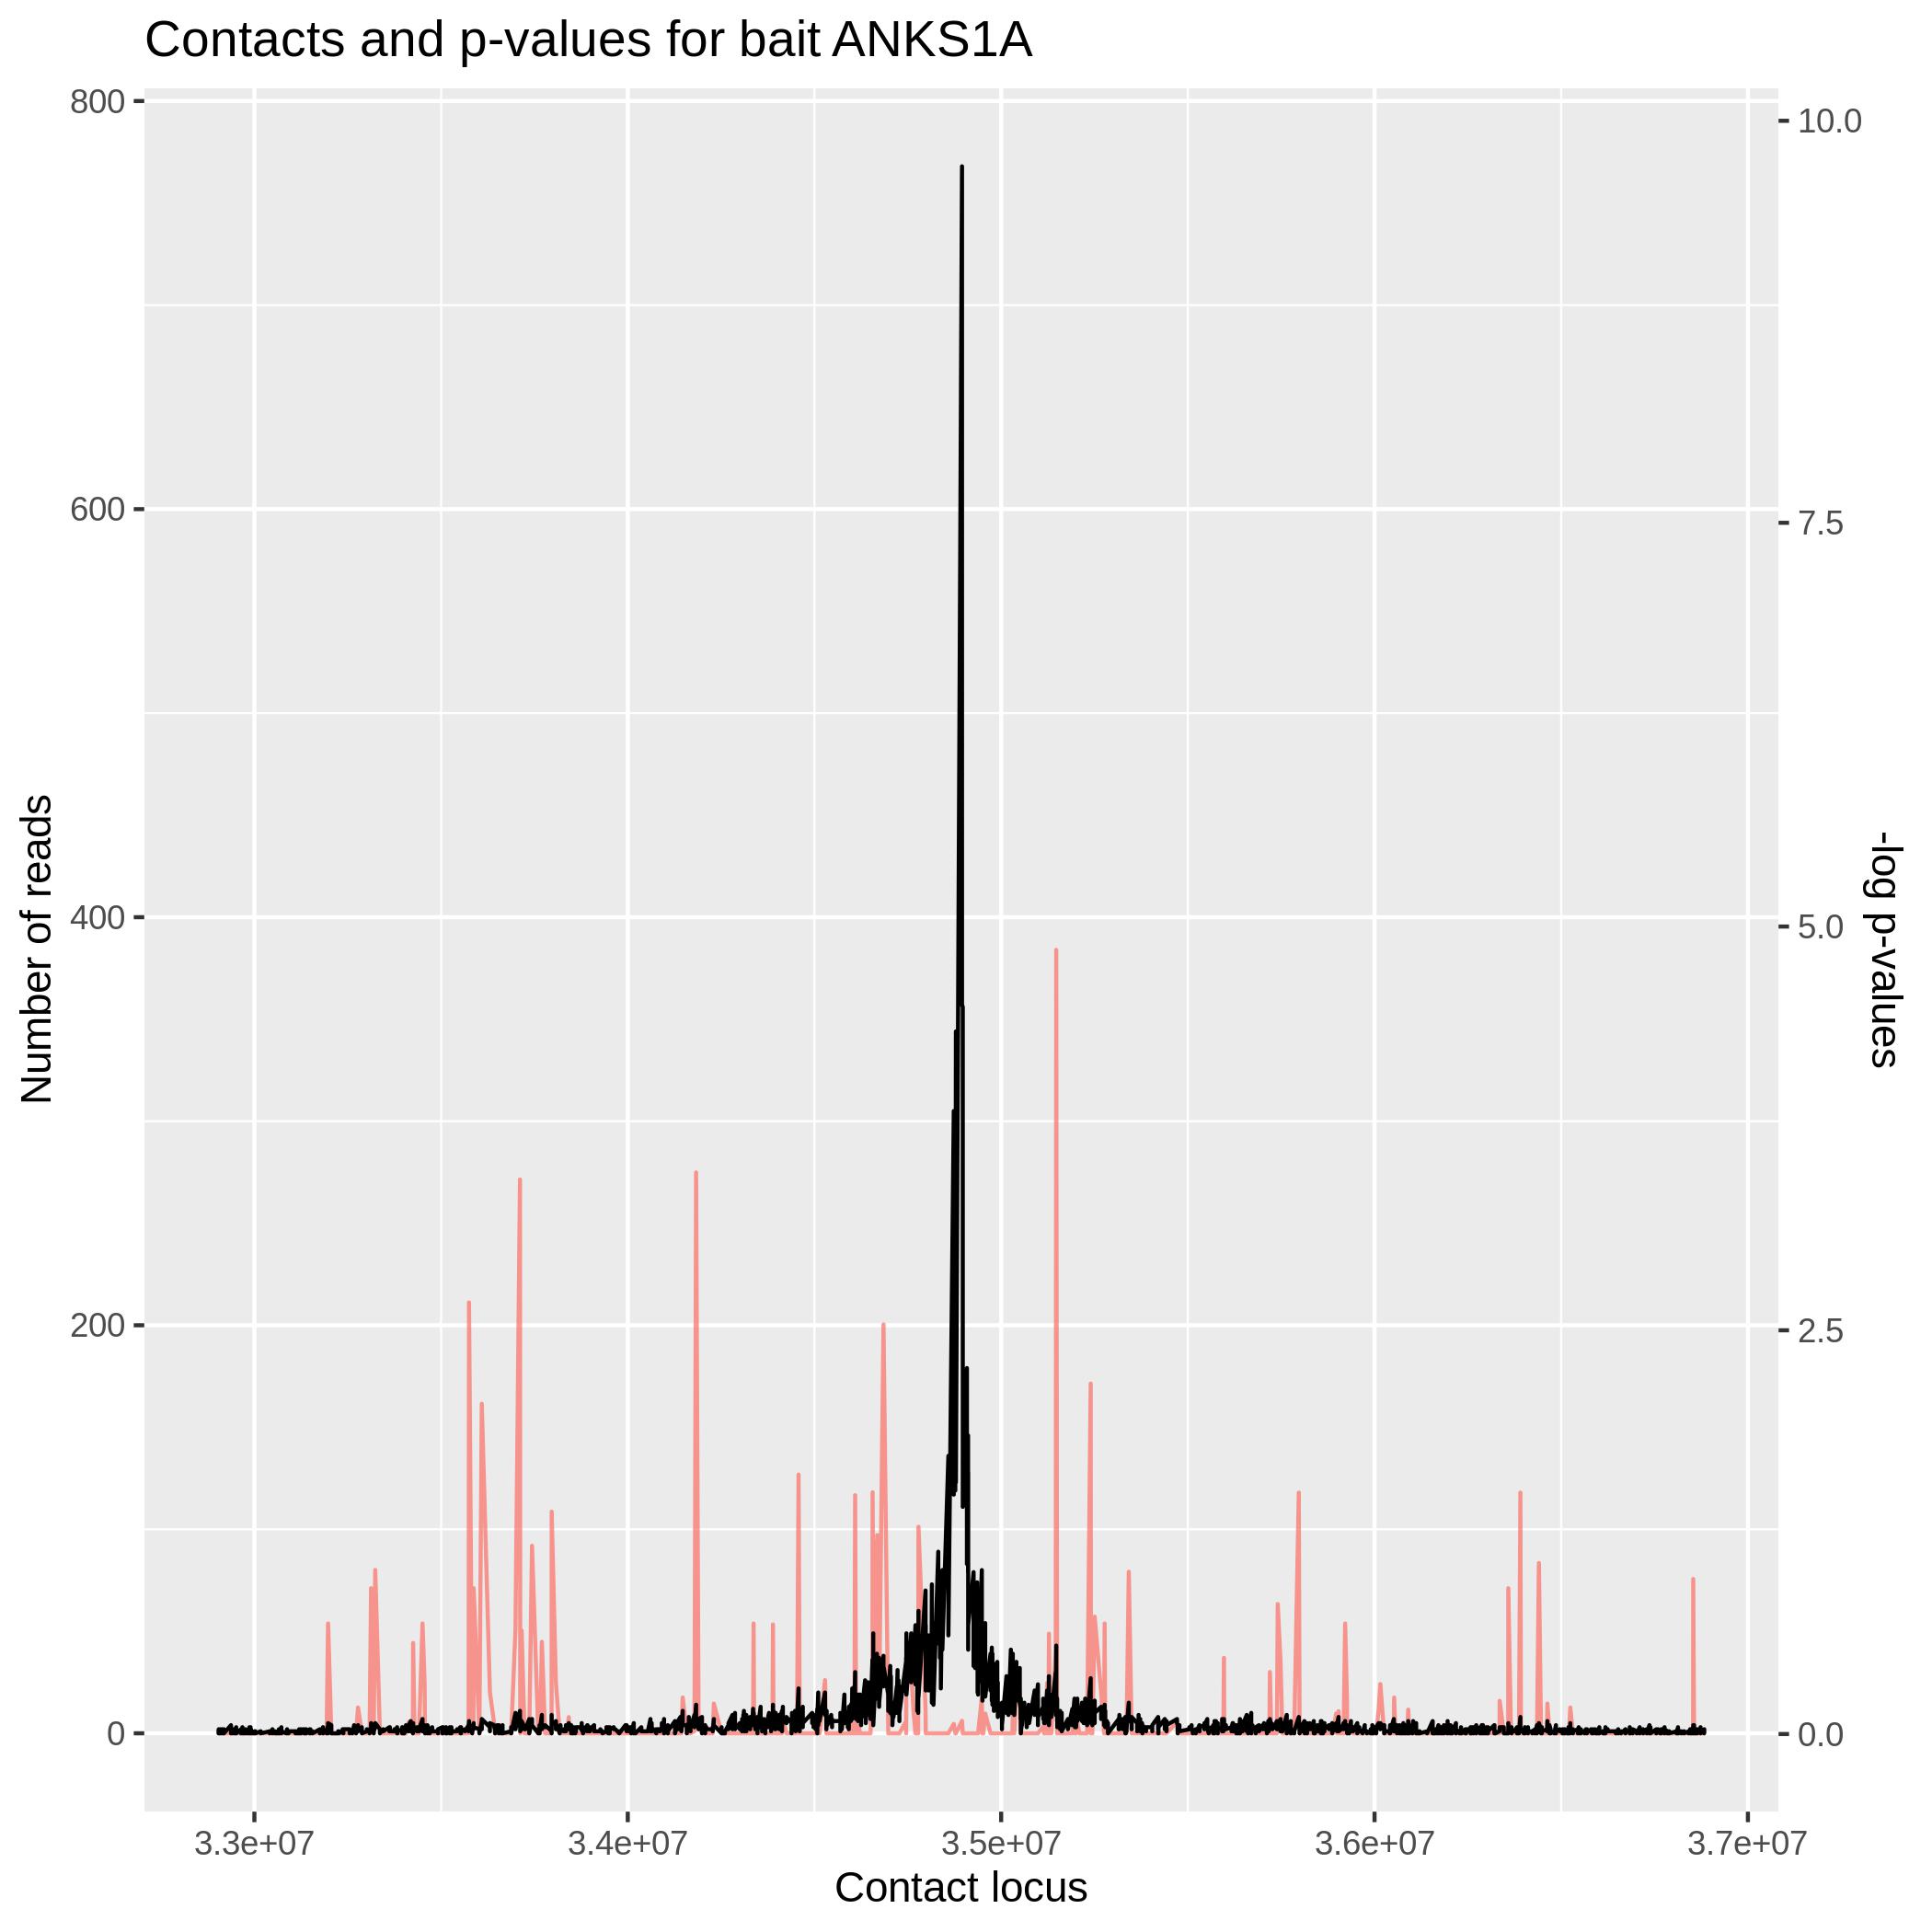 Contacts and p-values for bait ANKS1A
800
600
400
200
0
Number of reads
10.0
7.5
5.0
2.5
0.0
-log p-values
3.3e+07
3.4e+07
3.5e+07
3.6e+07
3.7e+07
Contact locus